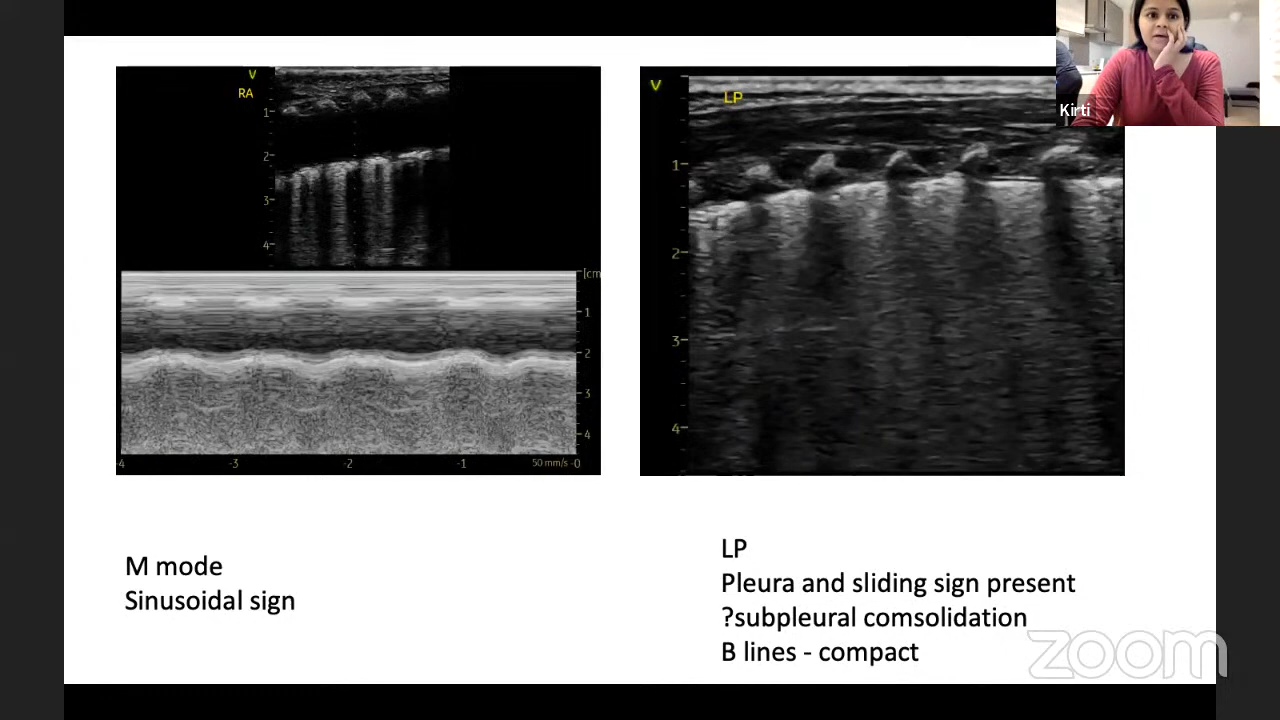 V
RA
1
2
3
4
[cm
1
2
3
4
4
-3
-2
-1
50 mm/s -0
V
LP
1
2
3
4
Kirti
M mode
Sinusoidal sign
LP
Pleura and sliding sign present
?subpleural comsolidation
B lines - compact
zoom